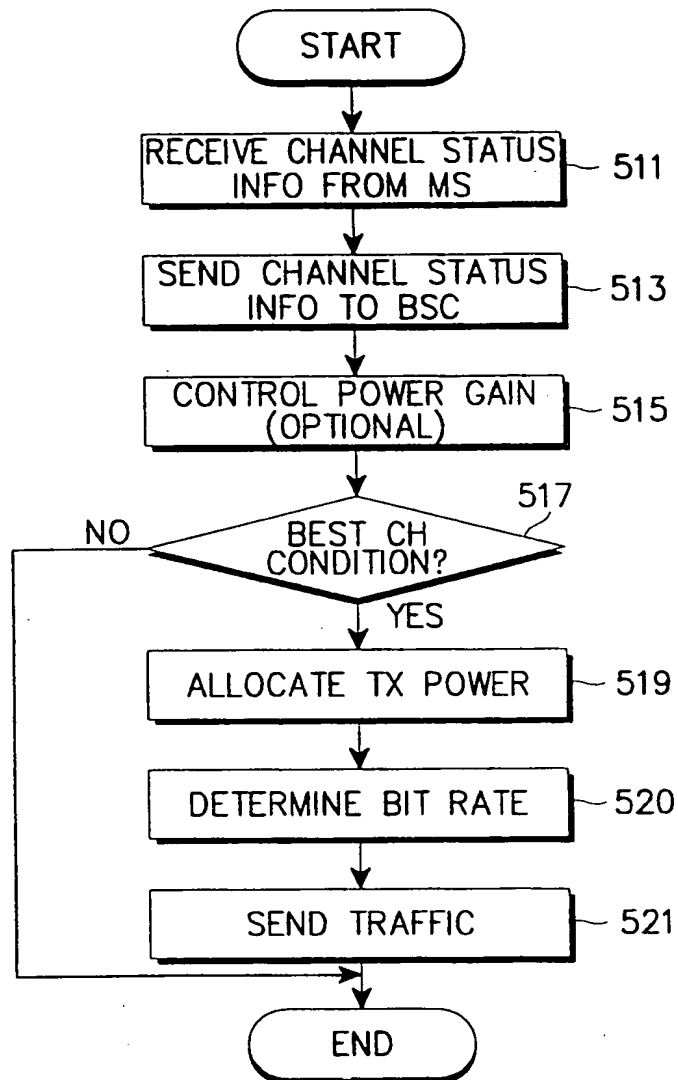 START
RECEIVE CHANNEL STATUS
INFO FROM MS
511
SEND CHANNEL STATUS
INFO TO BSC
513
CONTROL POWER GAIN
(OPTIONAL)
515
517
NO
BEST CH
CONDITION?
YES
ALLOCATE TX POWER
519
DETERMINE BIT RATE
520
SEND TRAFFIC
521
END